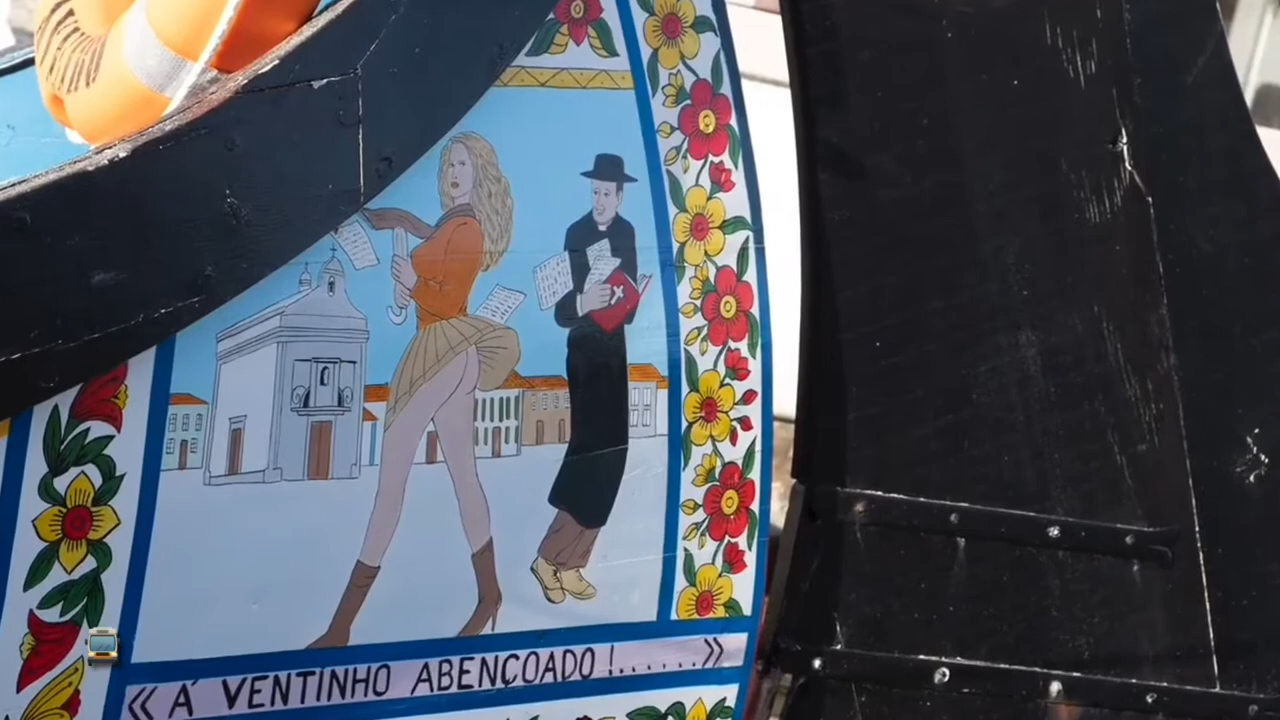 « Á VENTINHO ABENÇOADO !......»